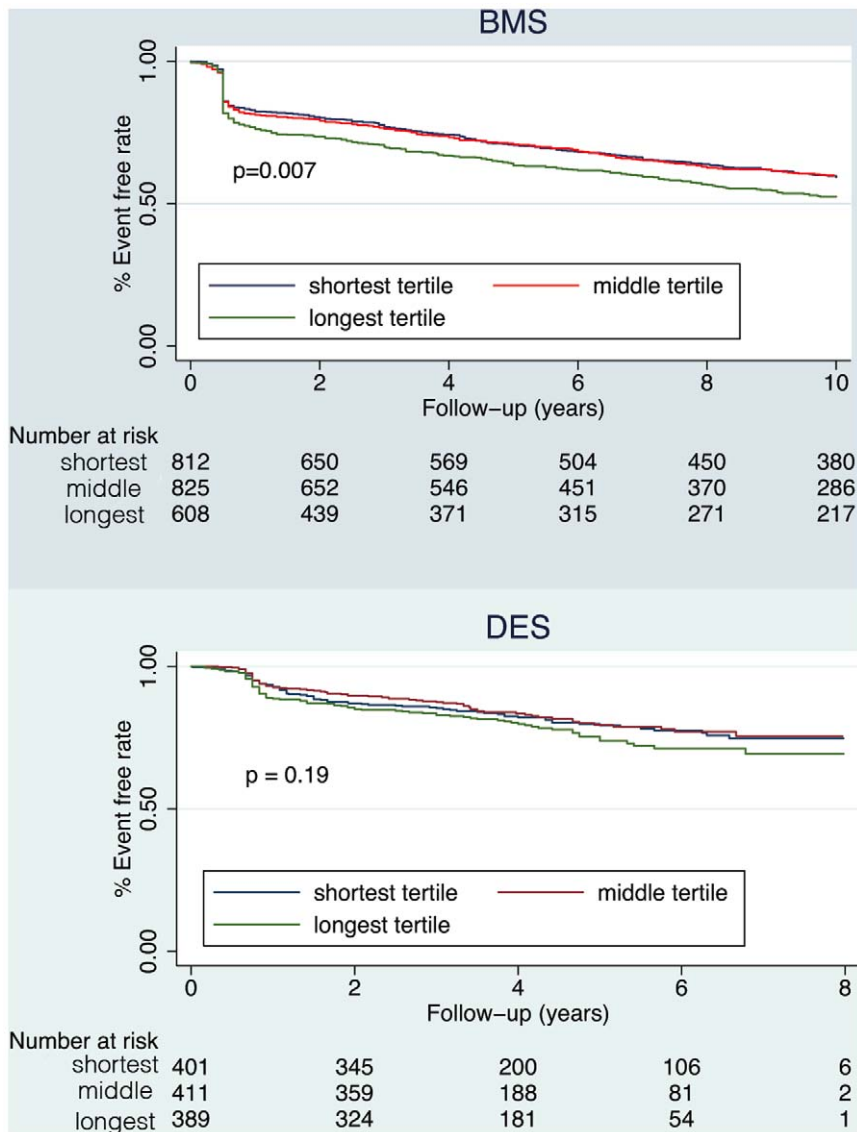 BMS
1.00
0.50
0.00
% Event free rate
p=0.007
shortest tertile middle tertile
longest tertile
0 2 4 6 8 10
Follow-up (years)
Number at risk
shortest 812 650 569 504 450 380
middle 825 652 546 451 370 286
longest 608 439 371 315 271 217
DES
1.00
0.50
0.00
% Event free rate
p = 0.19
shortest tertile middle tertile
longest tertile
0 2 4 6 8
Follow-up (years)
Number at risk
shortest 401 345 200 106 6
middle 411 359 188 81 2
longest 389 324 181 54 1